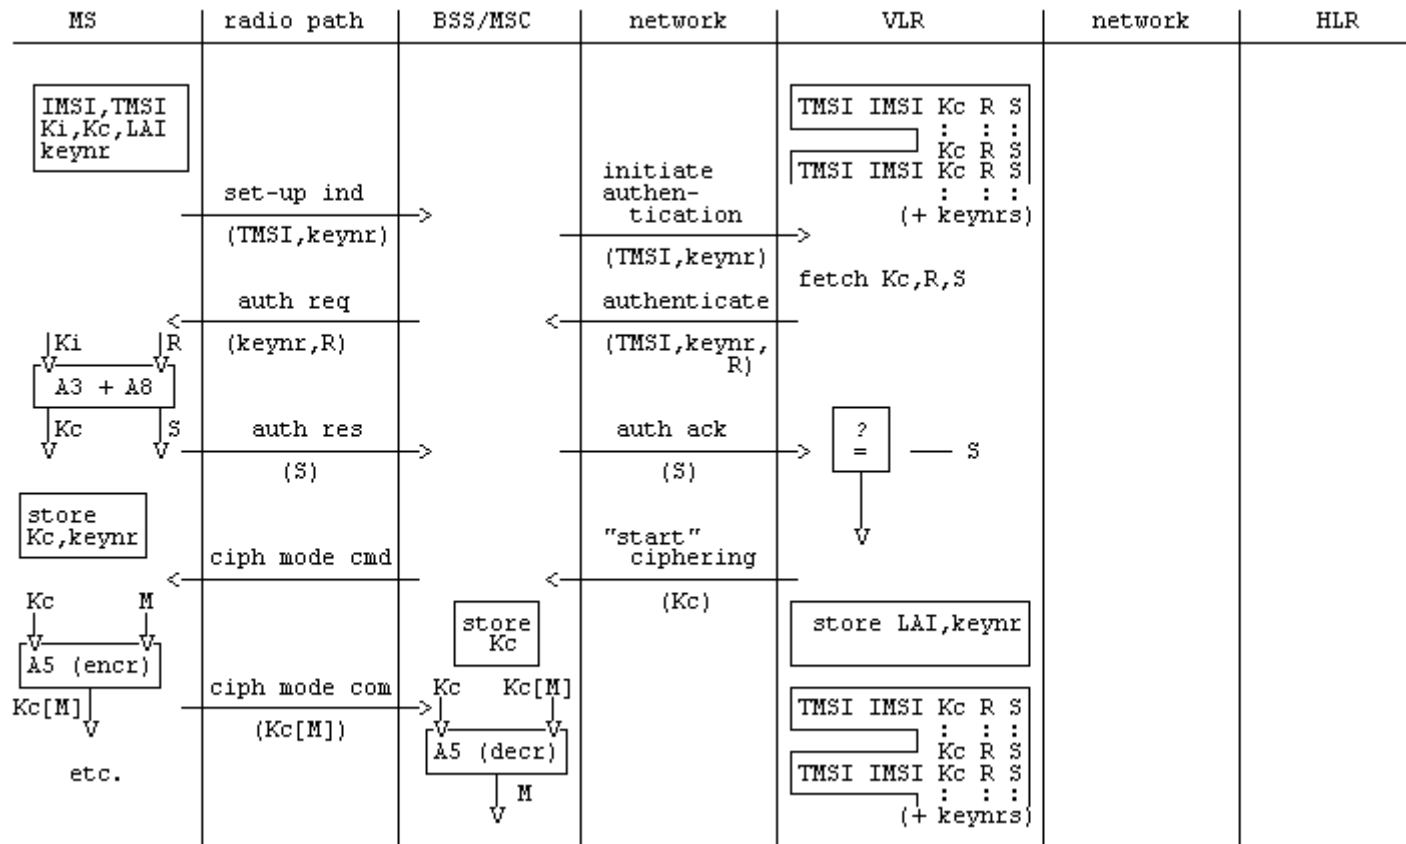 MS radio path BSS/MSC network VLR network HLR
IMSI,TMSI
Ki,Kc,LAI
keynr
TMSI IMSI Kc R S
: : :
Kc R S
TMSI IMSI Kc R S
: : :
(+ keynrs)
set-up ind
(TMSI,keynr)
initiate
authen-
tication
(TMSI,keynr)
fetch Kc,R,S
auth req
(keynr,R)
authenticate
(TMSI,keynr,
R)
Ki R
A3 + A8
Kc S
auth res
(S)
auth ack
(S)
?
=
S
store
Kc,keynr
ciph mode cmd
"start"
ciphering
(Kc)
Kc M
A5 (encr)
Kc[M]
store
Kc
store LAI,keynr
ciph mode com
(Kc[M])
Kc Kc[M]
A5 (decr)
M
TMSI IMSI Kc R S
: : :
Kc R S
TMSI IMSI Kc R S
: : :
(+ keynrs)
etc.